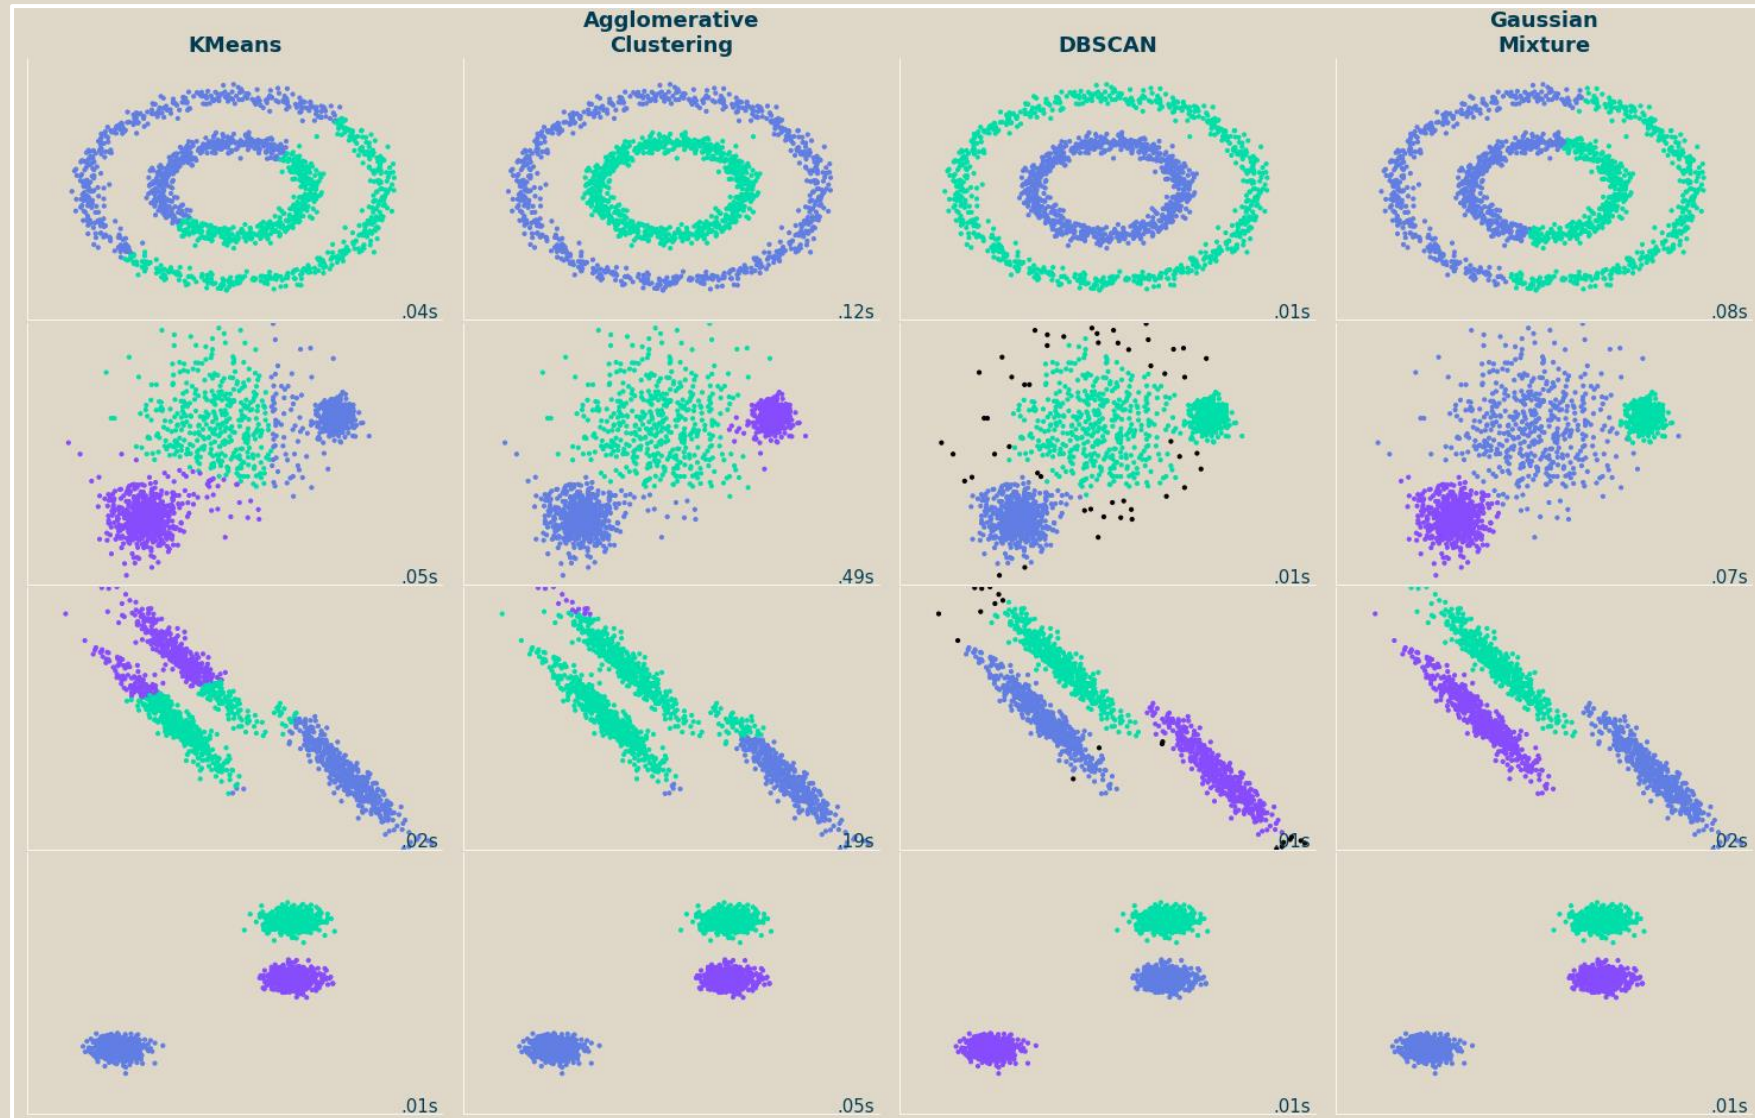 KMeans
Agglomerative
Clustering
DBSCAN
Gaussian
Mixture
.04s
.12s
.01s
.08s
.05s
.49s
.01s
.07s
.02s
.19s
.01s
.02s
.01s
.05s
.01s
.01s